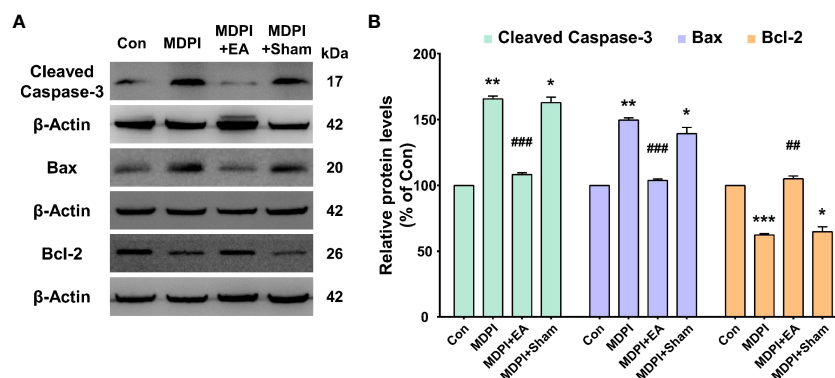 A
Con
MDPI
MDPI
+EA
MDPI
+Sham
kDa
Cleaved
Caspase-3
17
β-Actin
42
Bax
20
β-Actin
42
Bcl-2
26
β-Actin
42
B
Cleaved Caspase-3
Bax
Bcl-2
Relative protein levels
(% of Con)
200
150
100
50
0
**
###
*
**
###
*
***
##
*
Con
MDPI
MDPI+EA
MDPI+Sham
Con
MDPI
MDPI+EA
MDPI+Sham
Con
MDPI
MDPI+EA
MDPI+Sham